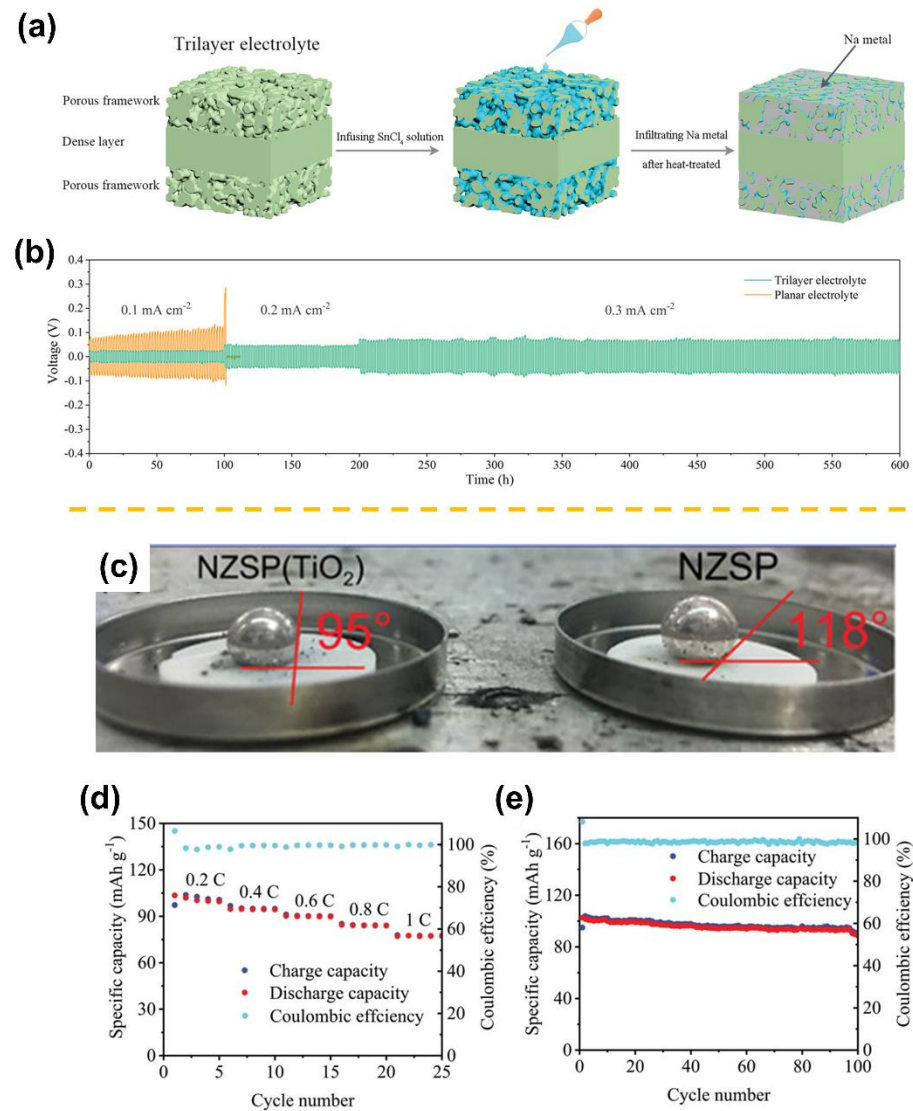 (a)
Trilayer electrolyte
Na metal
Porous framework
Dense layer
Porous framework
Infusing SnCl₄ solution
Infiltrating Na metal
after heat-treated
(b)
0.4
0.3
0.2
0.1
0.0
-0.1
-0.2
-0.3
-0.4
Voltage (V)
0.1 mA cm⁻²
0.2 mA cm⁻²
0.3 mA cm⁻²
Trilayer electrolyte
Planar electrolyte
0 50 100 150 200 250 300 350 400 450 500 550 600
Time (h)
(c)
NZSP(TiO₂)
NZSP
95°
118°
(d)
150
120
90
60
30
0
Specific capacity (mAh g⁻¹)
0.2 C
0.4 C
0.6 C
0.8 C
1 C
Charge capacity
Discharge capacity
Coulombic effciency
100
80
60
40
20
0
Coulombic effciency (%)
0 5 10 15 20 25
Cycle number
(e)
160
120
80
40
0
Specific capacity (mAh g⁻¹)
Charge capacity
Discharge capacity
Coulombic effciency
100
80
60
40
20
0
Coulombic effciency (%)
0 20 40 60 80 100
Cycle number